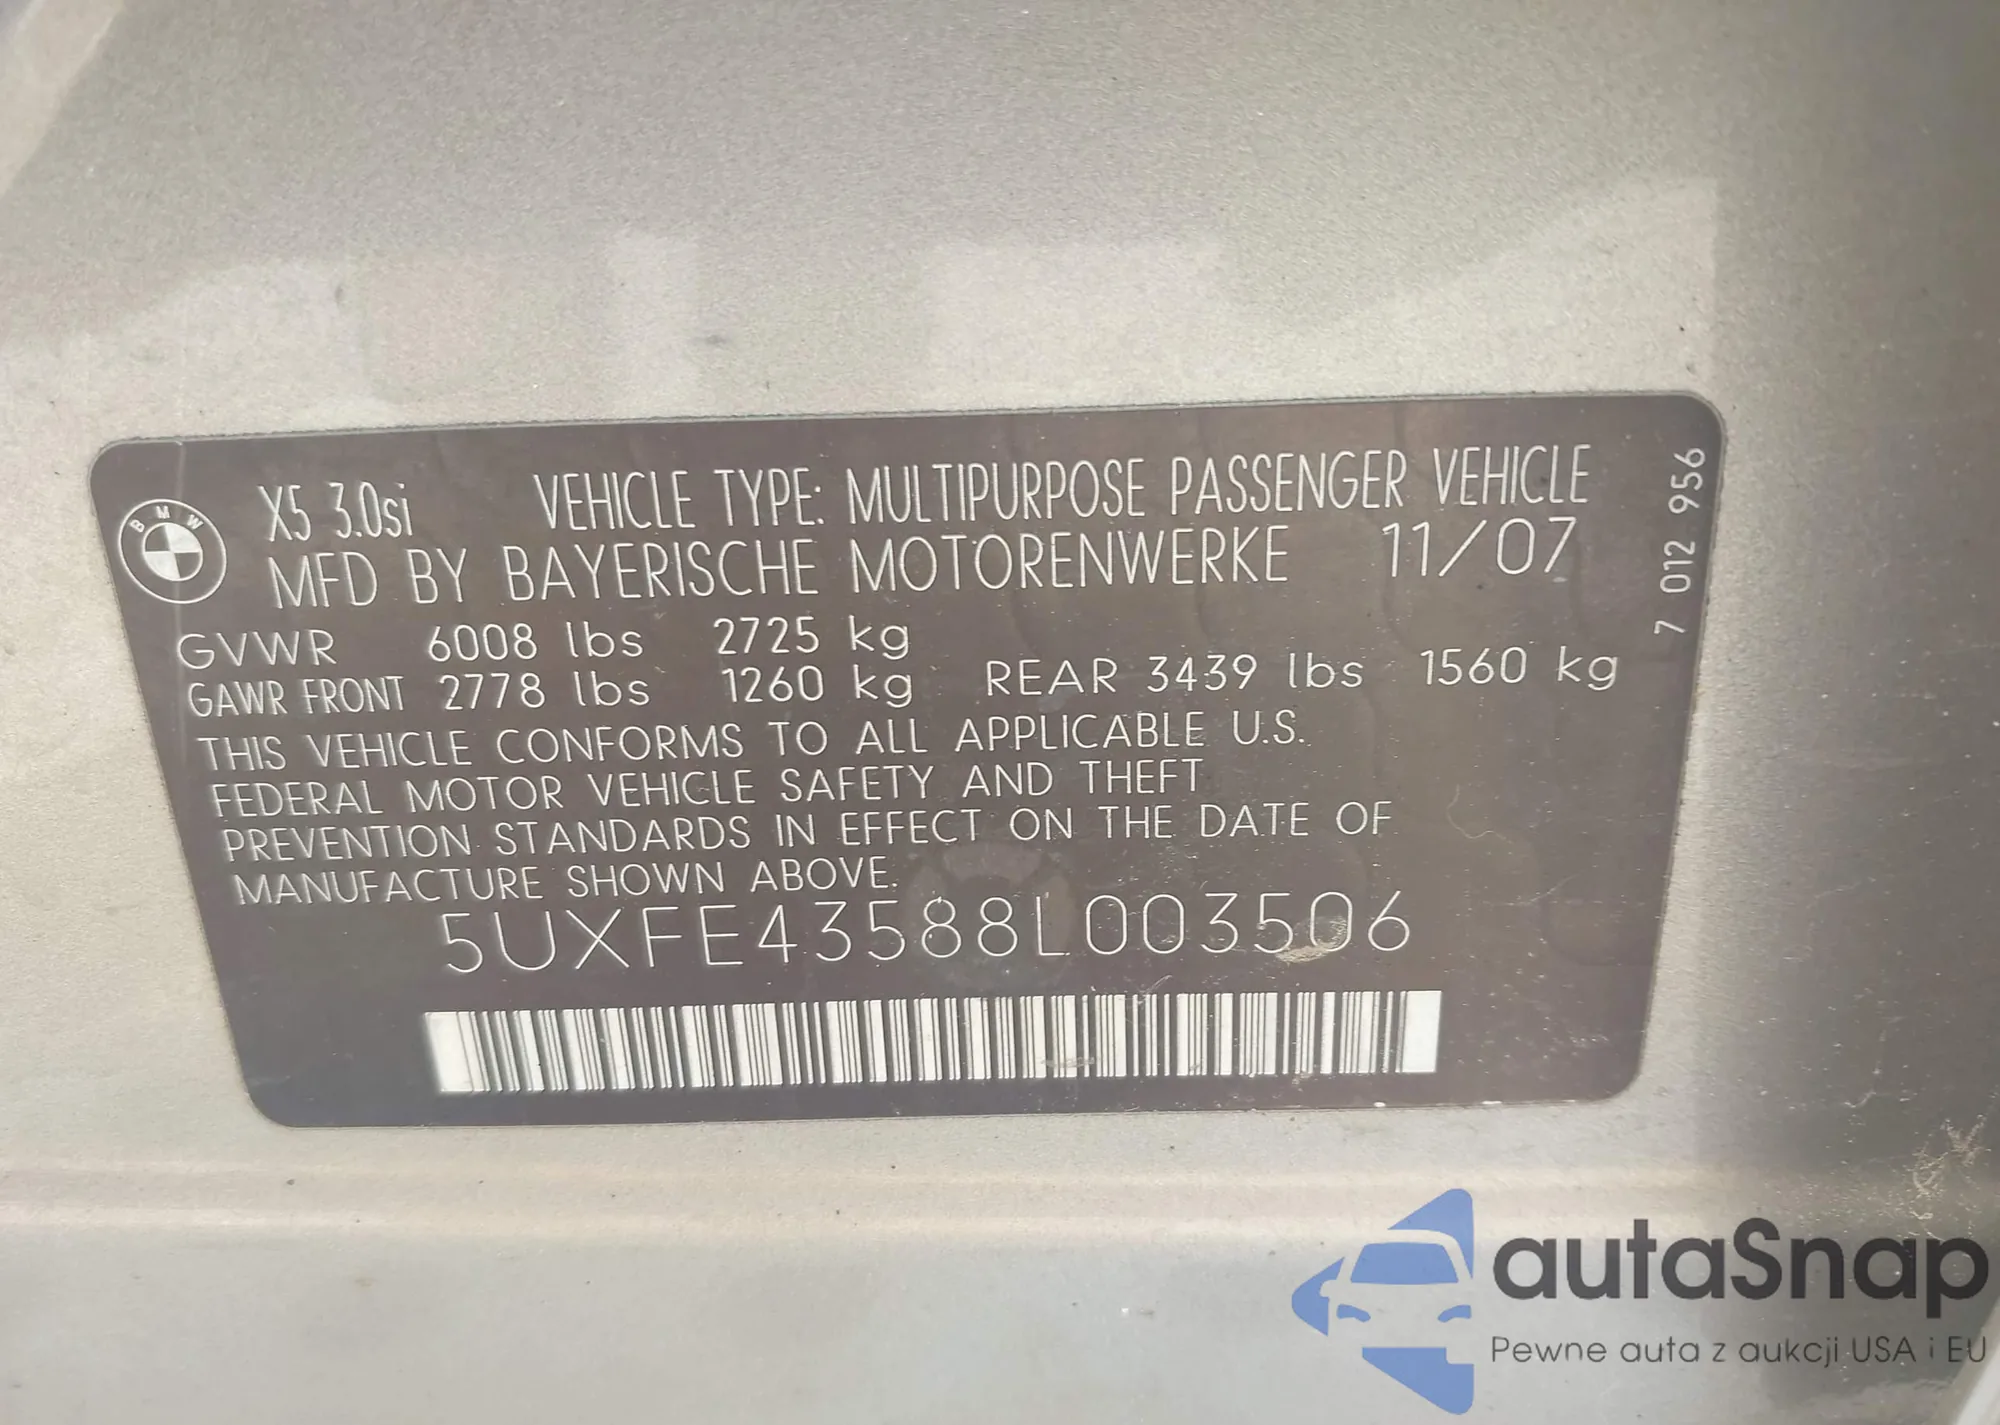 BMW
X5 3.0si VEHICLE TYPE: MULTIPURPOSE PASSENGER VEHICLE
MFD BY BAYERISCHE MOTORENWERKE 11/07
GVWR 6008 lbs 2725 kg
GAWR FRONT 2778 lbs 1260 kg REAR 3439 lbs 1560 kg
THIS VEHICLE CONFORMS TO ALL APPLICABLE U.S.
FEDERAL MOTOR VEHICLE SAFETY AND THEFT
PREVENTION STANDARDS IN EFFECT ON THE DATE OF
MANUFACTURE SHOWN ABOVE.
5UXFE43588L003506
7 012 956
autaSnap
Pewne auta z aukcji USA i EU